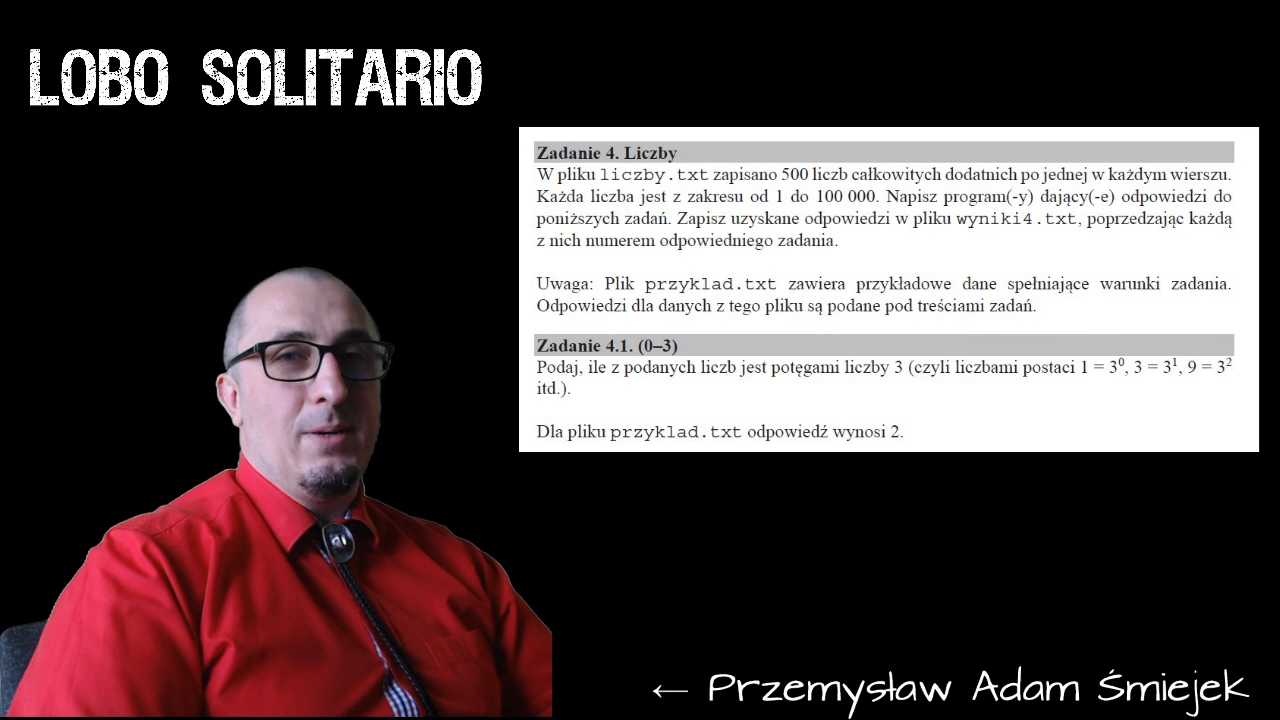 LOBO SOLITARIO
Zadanie 4. Liczby
W pliku liczby.txt zapisano 500 liczb całkowitych dodatnich po jednej w każdym wierszu.
Każda liczba jest z zakresu od 1 do 100 000. Napisz program(-y) dający(-e) odpowiedzi do
poniższych zadań. Zapisz uzyskane odpowiedzi w pliku wyniki4.txt, poprzedzając każdą
z nich numerem odpowiedniego zadania.
Uwaga: Plik przyklad.txt zawiera przykładowe dane spełniające warunki zadania.
Odpowiedzi dla danych z tego pliku są podane pod treściami zadań.
Zadanie 4.1. (0–3)
Podaj, ile z podanych liczb jest potęgami liczby 3 (czyli liczbami postaci 1 = 3⁰, 3 = 3¹, 9 = 3²
itd.).
Dla pliku przyklad.txt odpowiedź wynosi 2.
← Przemysław Adam Śmiejek